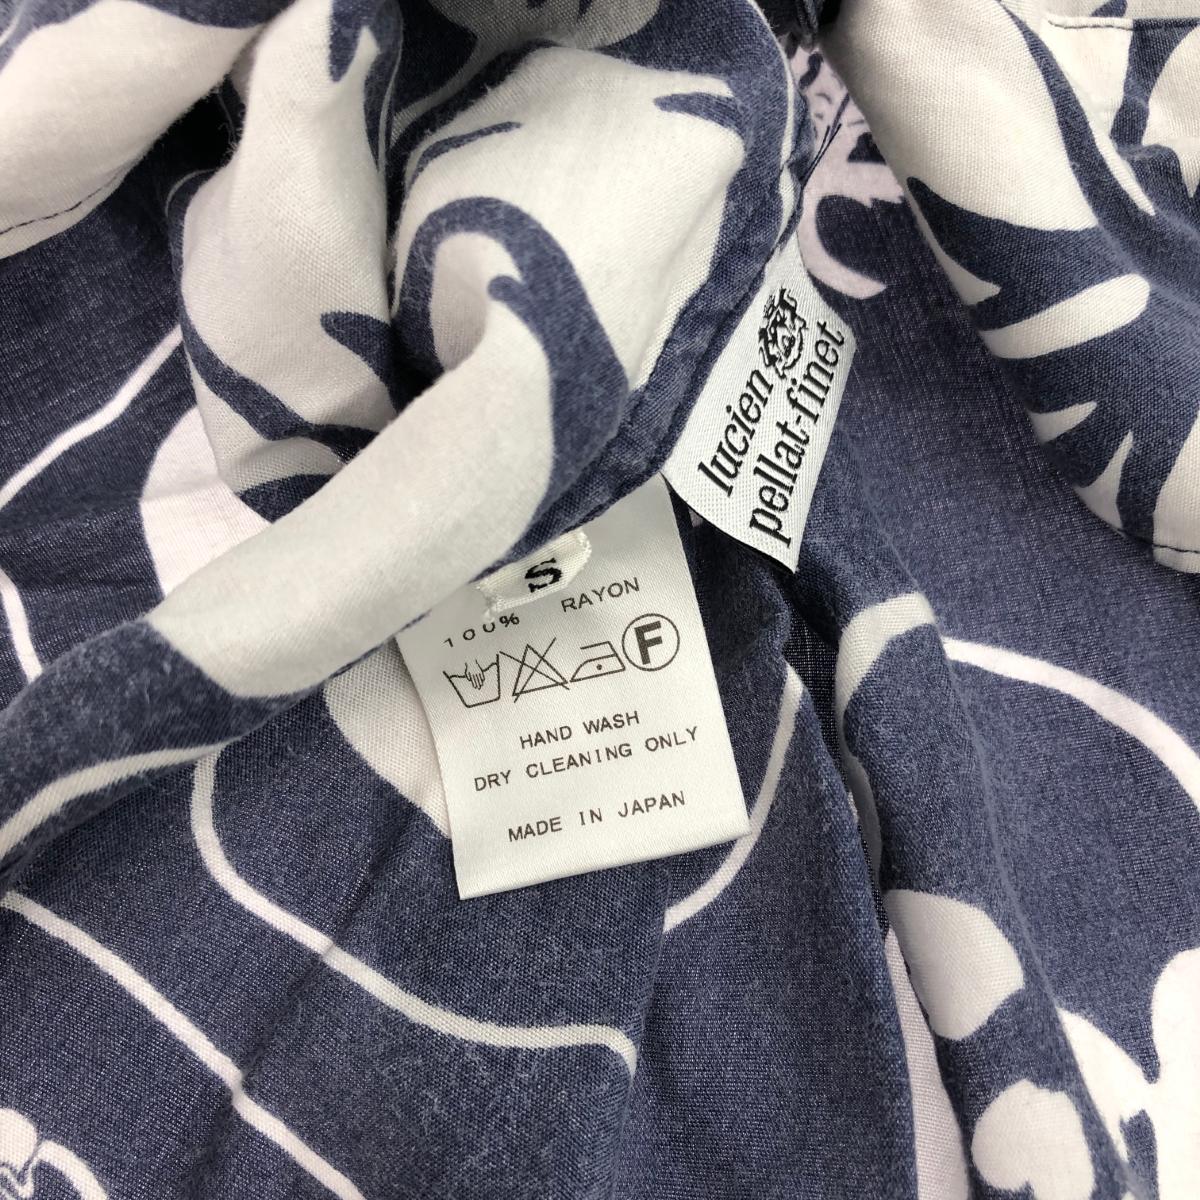 lucien
pellat-finet
S
100% RAYON
F
HAND WASH
DRY CLEANING ONLY
MADE IN JAPAN